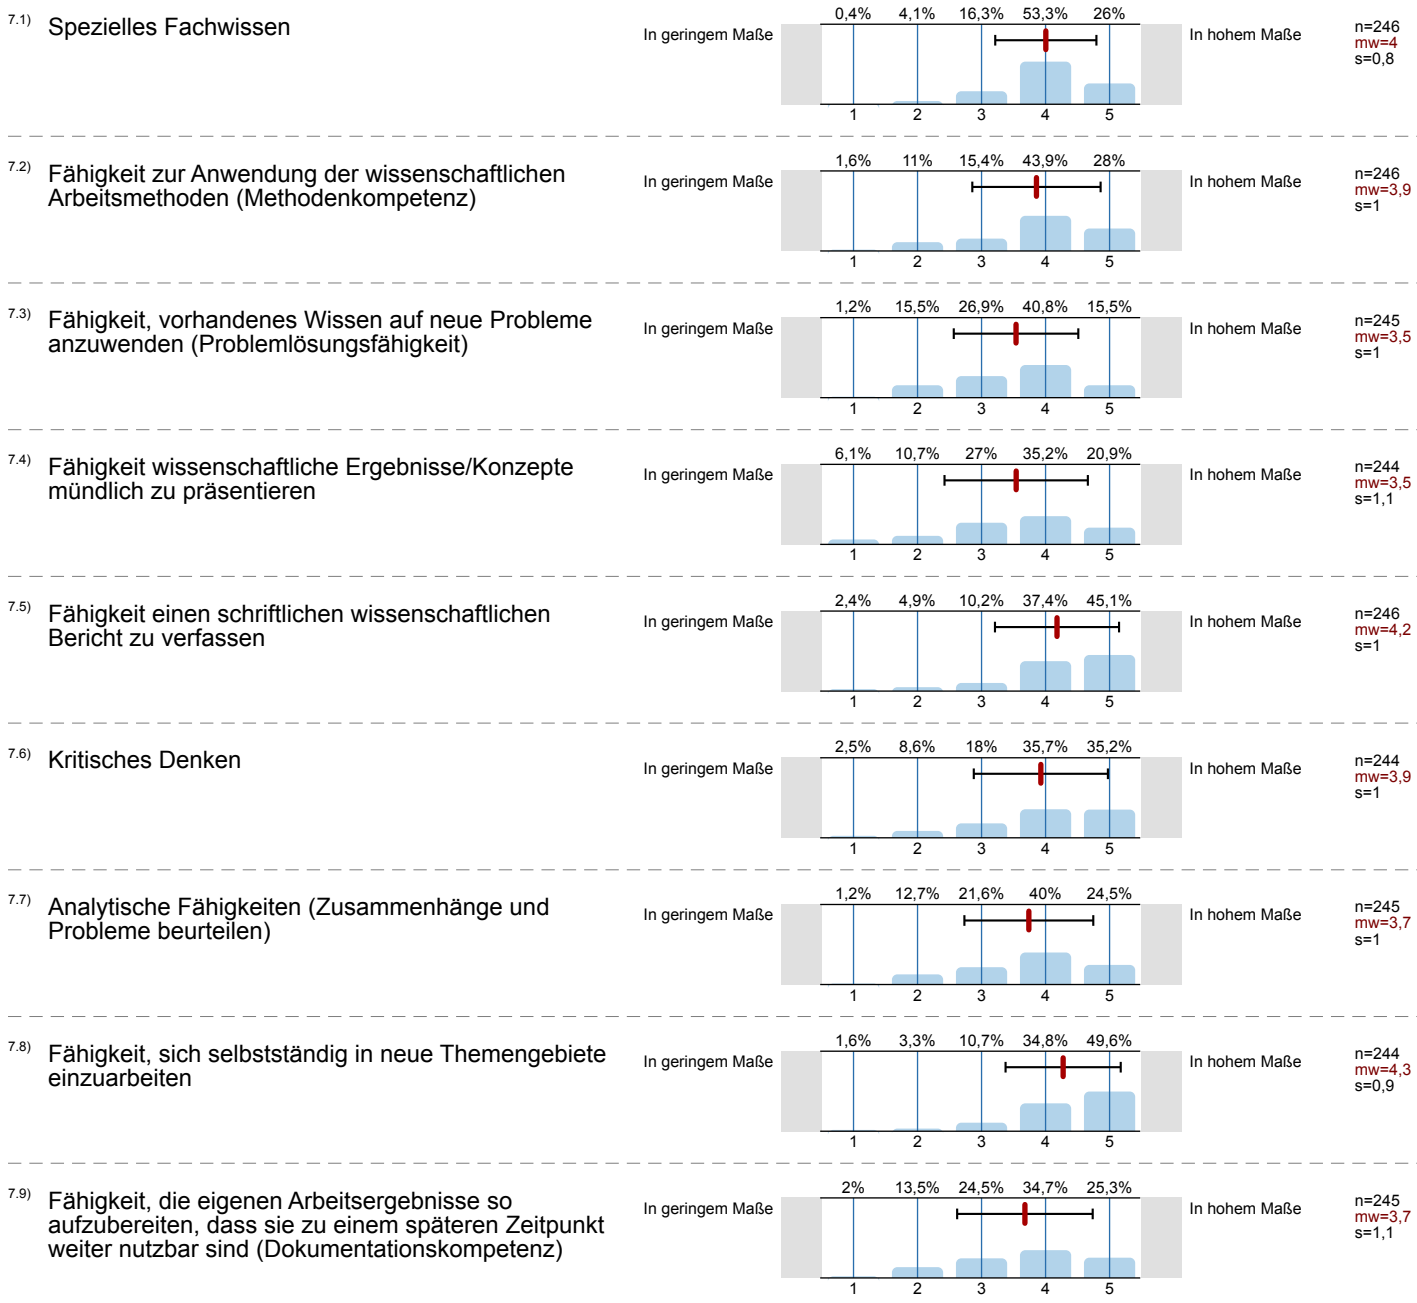 7.1) Spezielles Fachwissen
0,4% 4,1% 16,3% 53,3% 26%
In geringem Maße In hohem Maße
n=246
mw=4
s=0,8
1 2 3 4 5
7.2) Fähigkeit zur Anwendung der wissenschaftlichen
Arbeitsmethoden (Methodenkompetenz)
1,6% 11% 15,4% 43,9% 28%
In geringem Maße In hohem Maße
n=246
mw=3,9
s=1
1 2 3 4 5
7.3) Fähigkeit, vorhandenes Wissen auf neue Probleme
anzuwenden (Problemlösungsfähigkeit)
1,2% 15,5% 26,9% 40,8% 15,5%
In geringem Maße In hohem Maße
n=245
mw=3,5
s=1
1 2 3 4 5
7.4) Fähigkeit wissenschaftliche Ergebnisse/Konzepte
mündlich zu präsentieren
6,1% 10,7% 27% 35,2% 20,9%
In geringem Maße In hohem Maße
n=244
mw=3,5
s=1,1
1 2 3 4 5
7.5) Fähigkeit einen schriftlichen wissenschaftlichen
Bericht zu verfassen
2,4% 4,9% 10,2% 37,4% 45,1%
In geringem Maße In hohem Maße
n=246
mw=4,2
s=1
1 2 3 4 5
7.6) Kritisches Denken
2,5% 8,6% 18% 35,7% 35,2%
In geringem Maße In hohem Maße
n=244
mw=3,9
s=1
1 2 3 4 5
7.7) Analytische Fähigkeiten (Zusammenhänge und
Probleme beurteilen)
1,2% 12,7% 21,6% 40% 24,5%
In geringem Maße In hohem Maße
n=245
mw=3,7
s=1
1 2 3 4 5
7.8) Fähigkeit, sich selbstständig in neue Themengebiete
einzuarbeiten
1,6% 3,3% 10,7% 34,8% 49,6%
In geringem Maße In hohem Maße
n=244
mw=4,3
s=0,9
1 2 3 4 5
7.9) Fähigkeit, die eigenen Arbeitsergebnisse so
aufzubereiten, dass sie zu einem späteren Zeitpunkt
weiter nutzbar sind (Dokumentationskompetenz)
2% 13,5% 24,5% 34,7% 25,3%
In geringem Maße In hohem Maße
n=245
mw=3,7
s=1,1
1 2 3 4 5